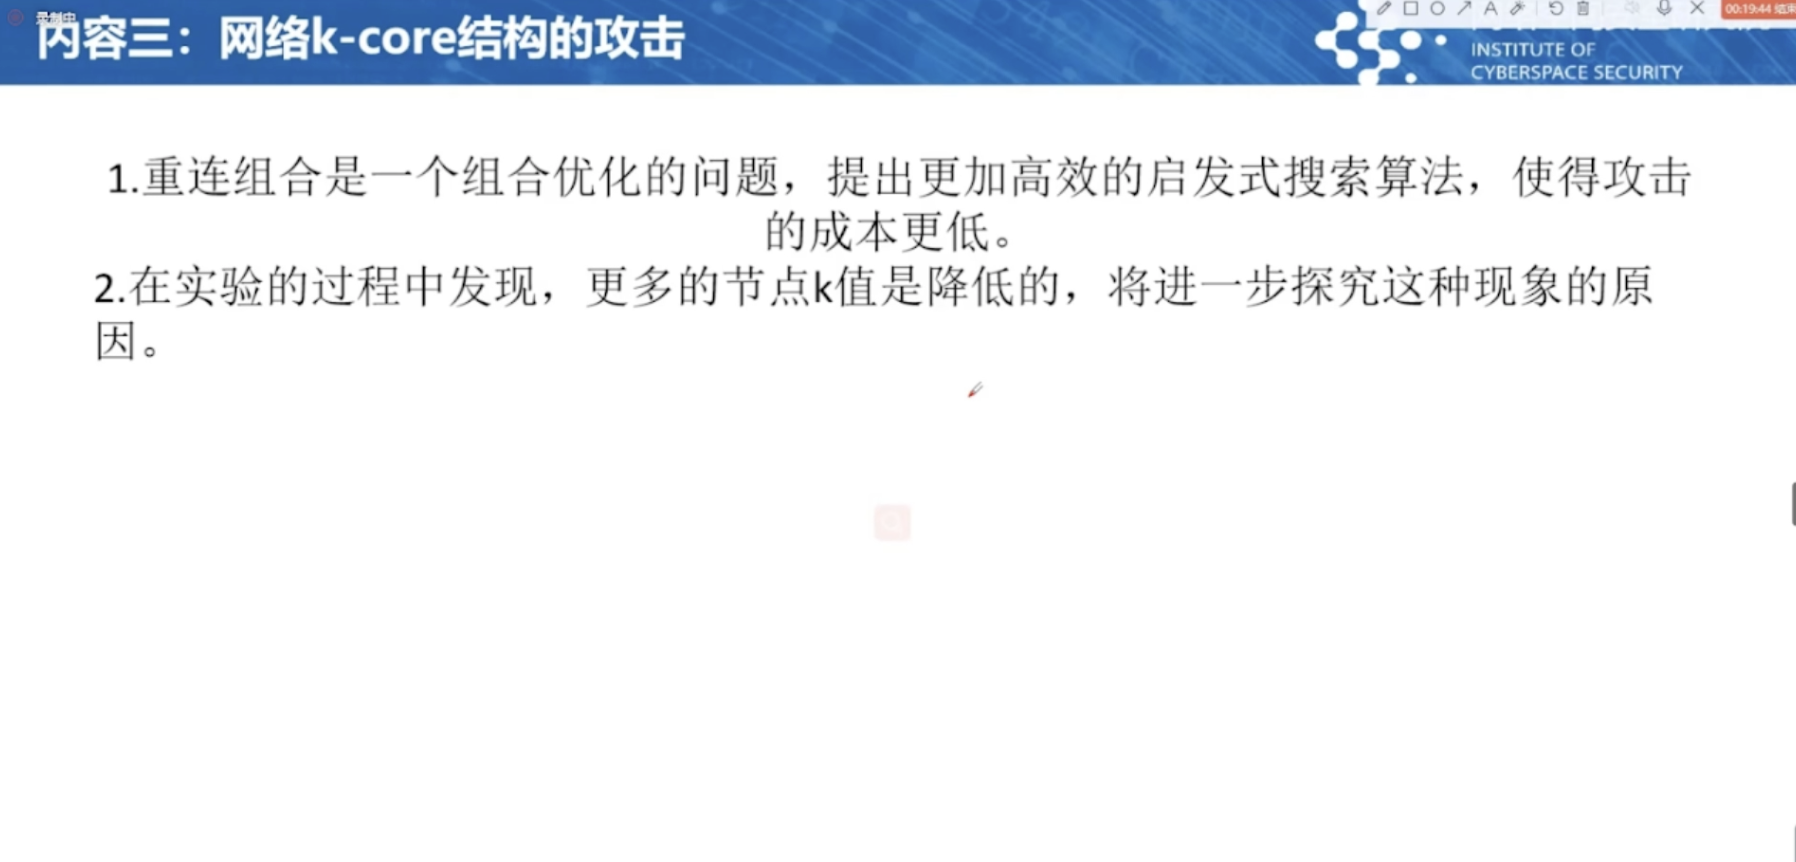 录制中
00:19:44 结束
内容三：网络k-core结构的攻击
INSTITUTE OF
CYBERSPACE SECURITY
1.重连组合是一个组合优化的问题，提出更加高效的启发式搜索算法，使得攻击
的成本更低。
2.在实验的过程中发现，更多的节点k值是降低的，将进一步探究这种现象的原
因。